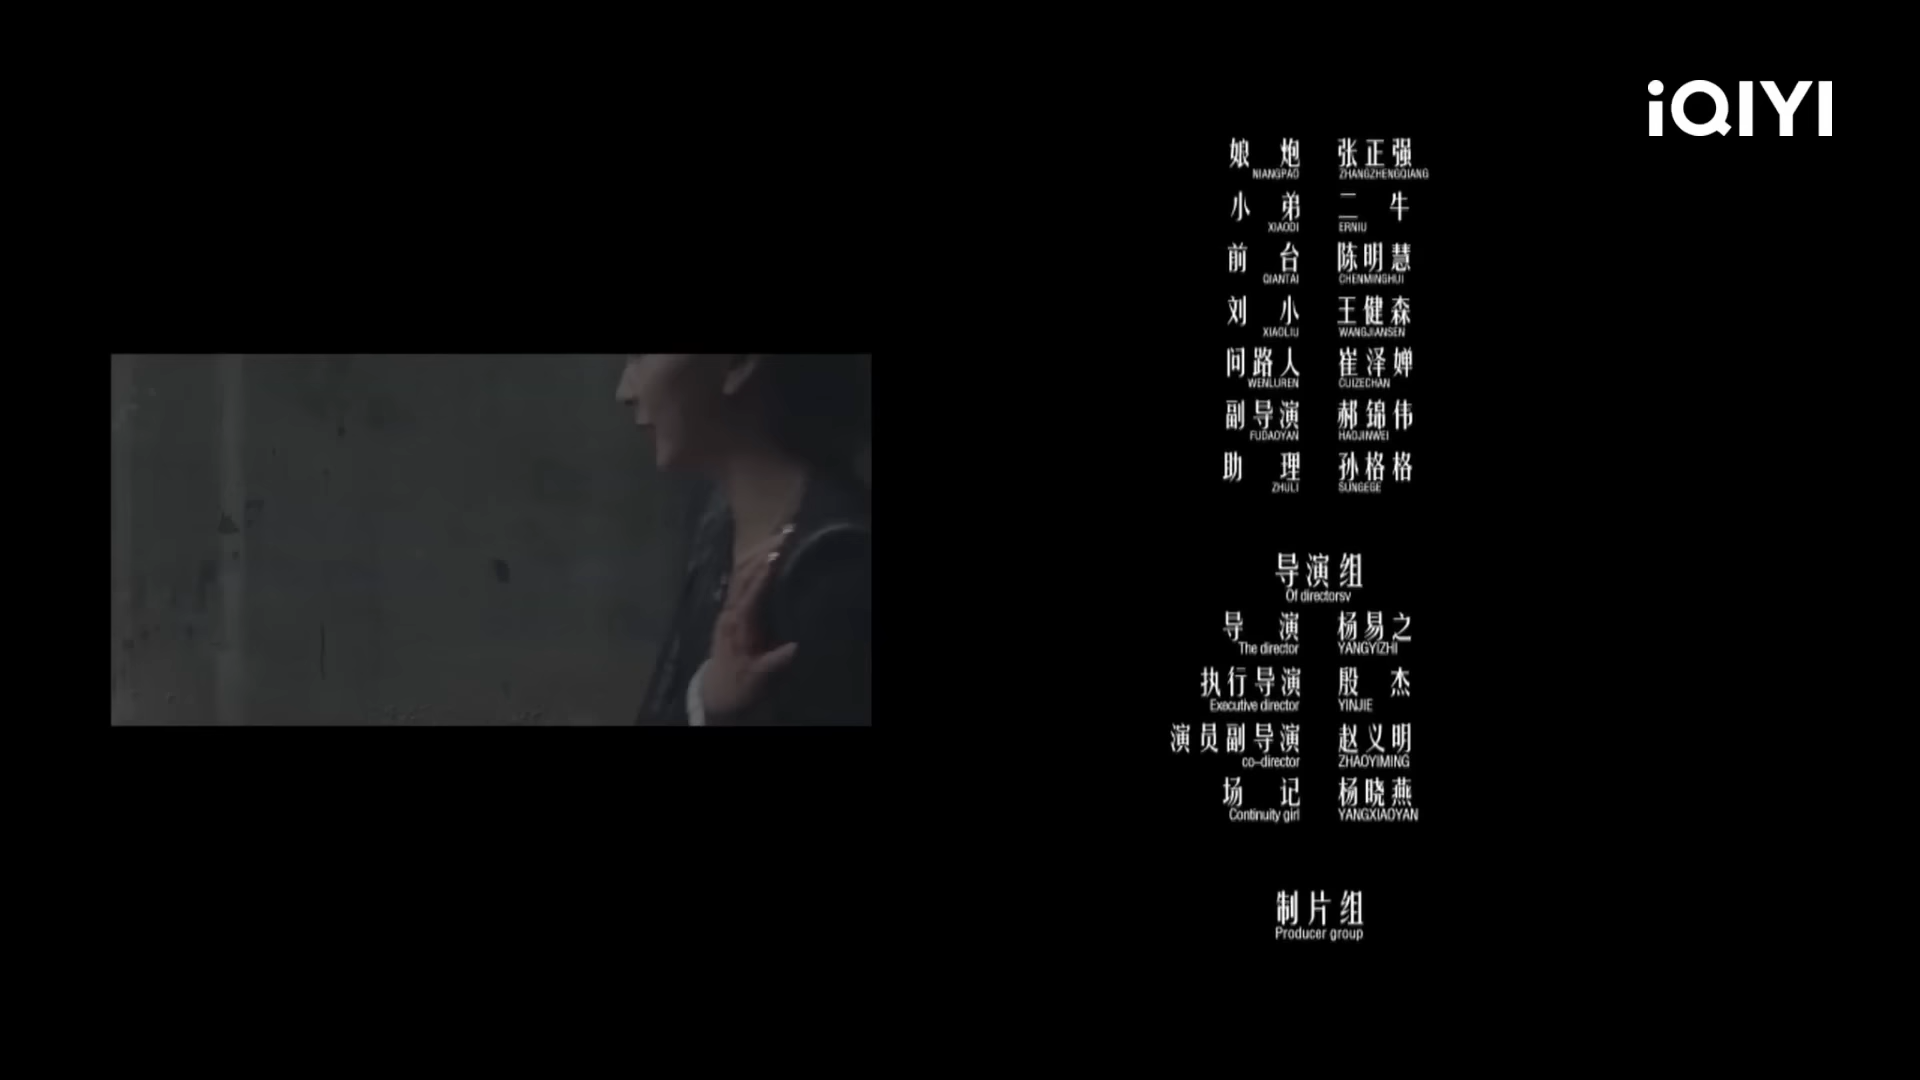 iQIYI
娘炮 张正强
NIANGPAO ZHANGZHENGQIANG
小弟 二牛
XIAODI ERNIU
前台 陈明慧
QIANTAI CHENMINGHUI
刘小 王健森
XIAOLIU WANGJIANSEN
问路人 崔泽婵
WENLUREN CUIZECHAN
副导演 郝锦伟
FUDAOYAN HAOJINWEI
助理 孙格格
ZHULI SUNGEGE
导演组
Of directorsv
导演 杨易之
The director YANGYIZHI
执行导演 殷杰
Executive director YINJIE
演员副导演 赵义明
co-director ZHAOYIMING
场记 杨晓燕
Continuity girl YANGXIAOYAN
制片组
Producer group